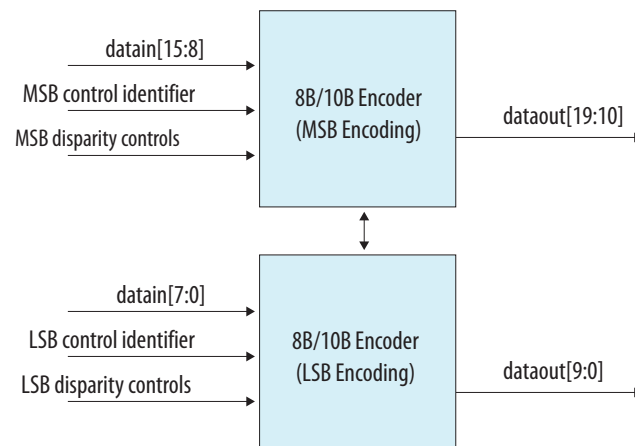 datain[15:8]
MSB control identifier
MSB disparity controls
8B/10B Encoder
(MSB Encoding)
dataout[19:10]
datain[7:0]
LSB control identifier
LSB disparity controls
8B/10B Encoder
(LSB Encoding)
dataout[9:0]